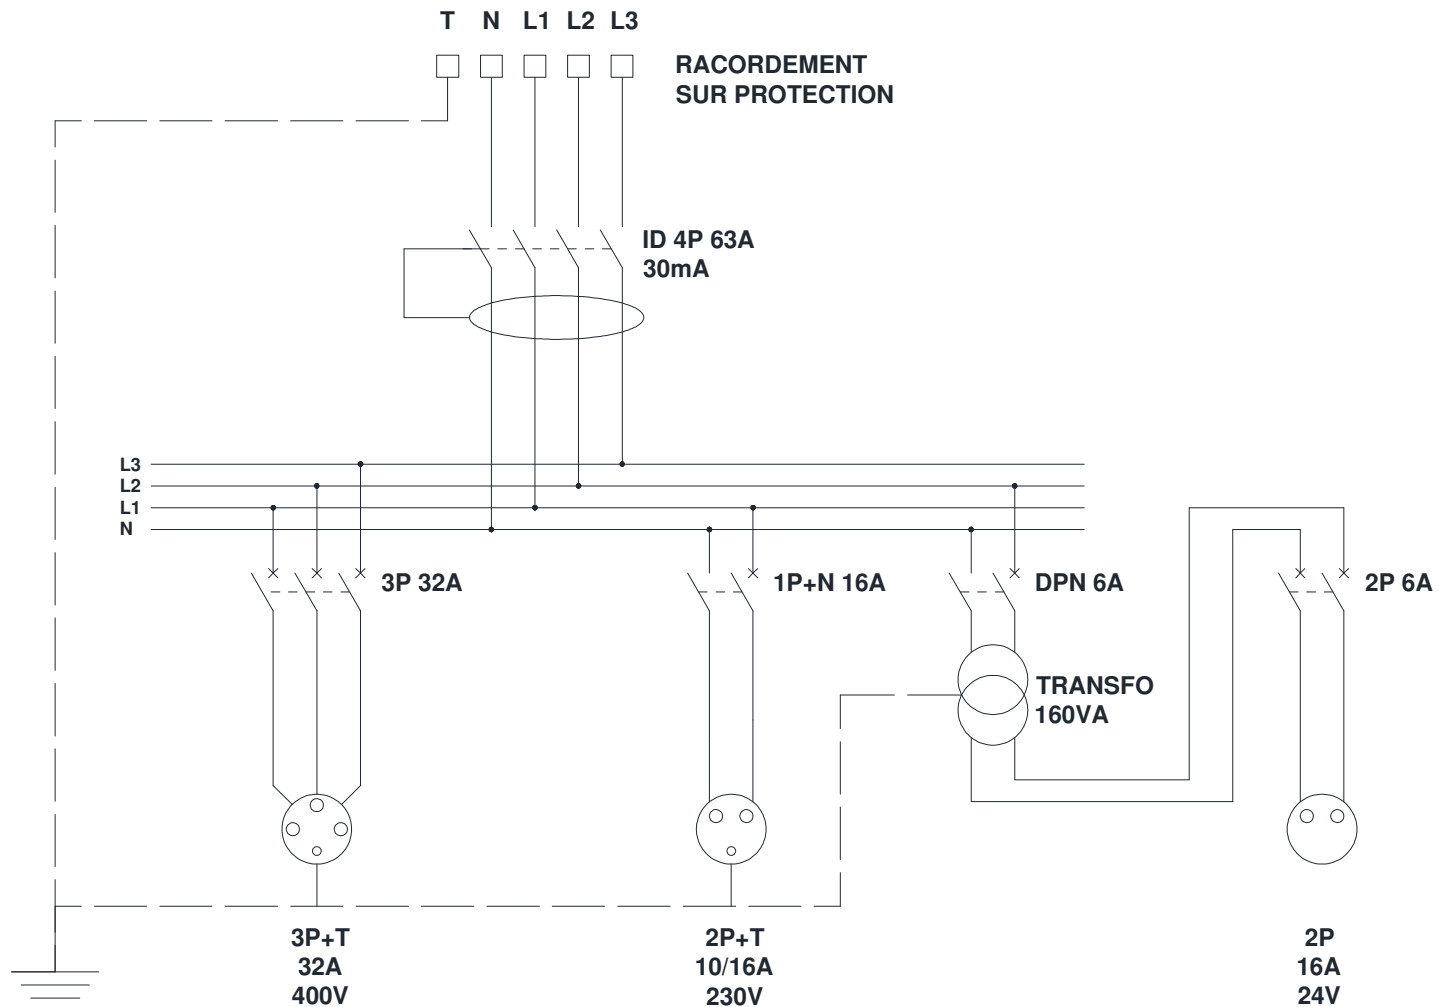 T N L1 L2 L3
RACORDEMENT
SUR PROTECTION
ID 4P 63A
30mA
L3
L2
L1
N
3P 32A
1P+N 16A
DPN 6A
2P 6A
TRANSFO
160VA
3P+T
32A
400V
2P+T
10/16A
230V
2P
16A
24V